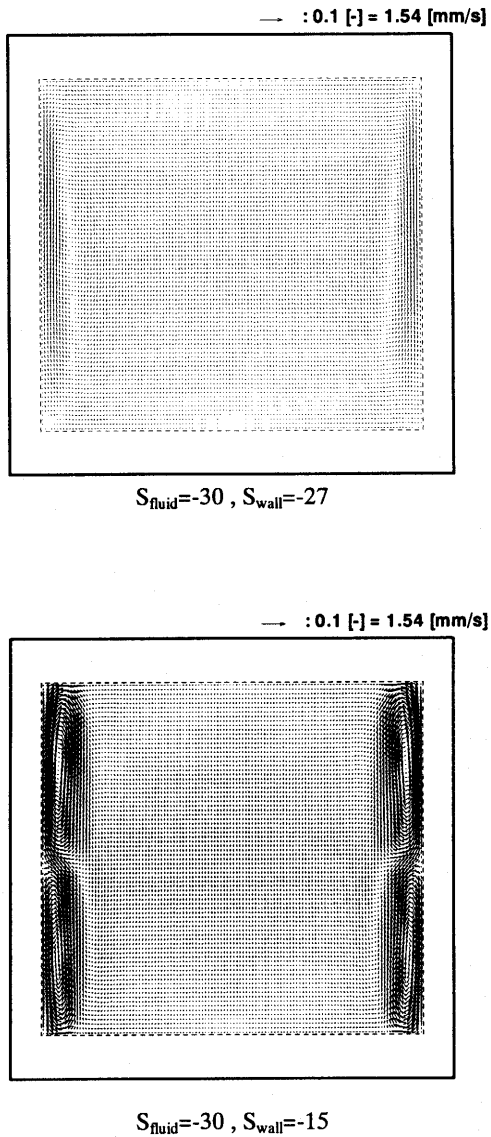 : 0.1 [-] = 1.54 [mm/s]
S_fluid=-30 , S_wall=-27
: 0.1 [-] = 1.54 [mm/s]
S_fluid=-30 , S_wall=-15